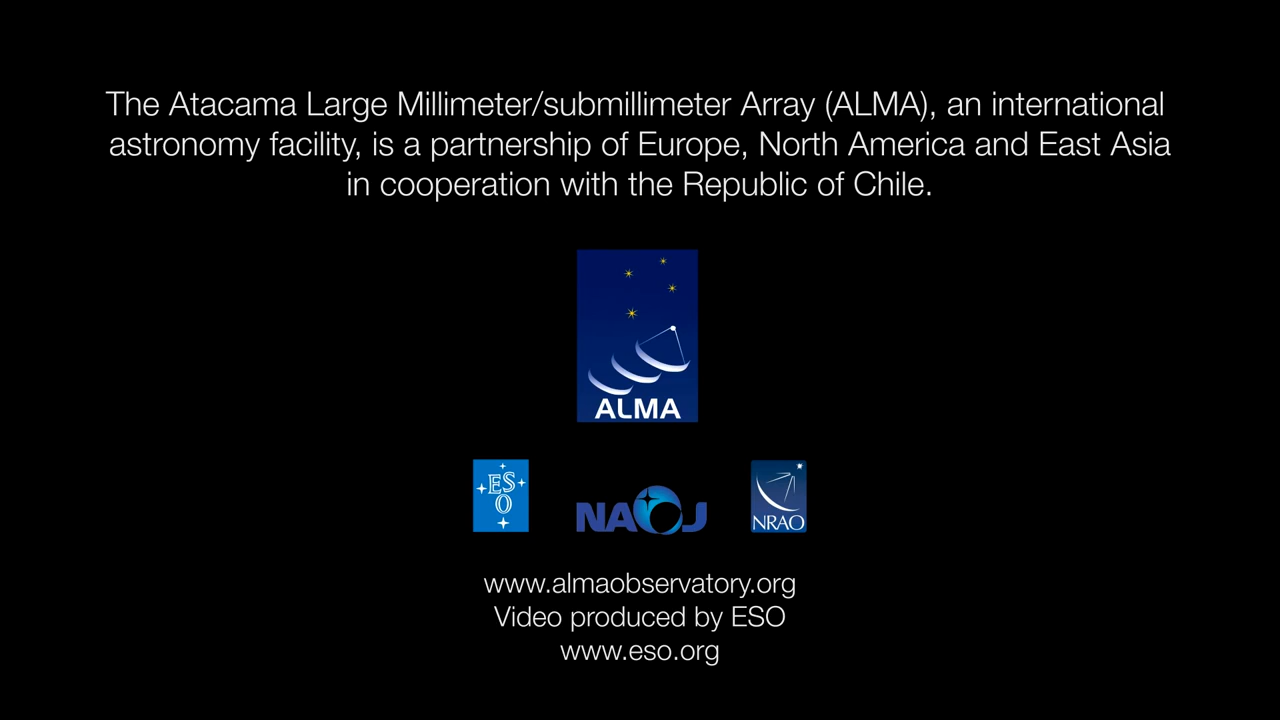 The Atacama Large Millimeter/submillimeter Array (ALMA), an international
astronomy facility, is a partnership of Europe, North America and East Asia
in cooperation with the Republic of Chile.
ALMA
ES
O
NAOJ
NRAO
www.almaobservatory.org
Video produced by ESO
www.eso.org